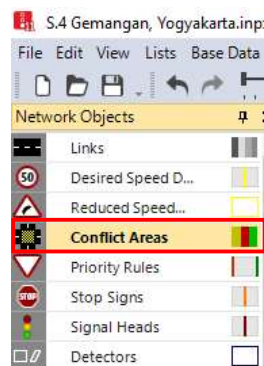 S.4 Gemangan, Yogyakarta.inp
File Edit View Lists Base Data
Network Objects
Links
50 Desired Speed D...
Reduced Speed...
Conflict Areas
Priority Rules
STOP Stop Signs
Signal Heads
Detectors